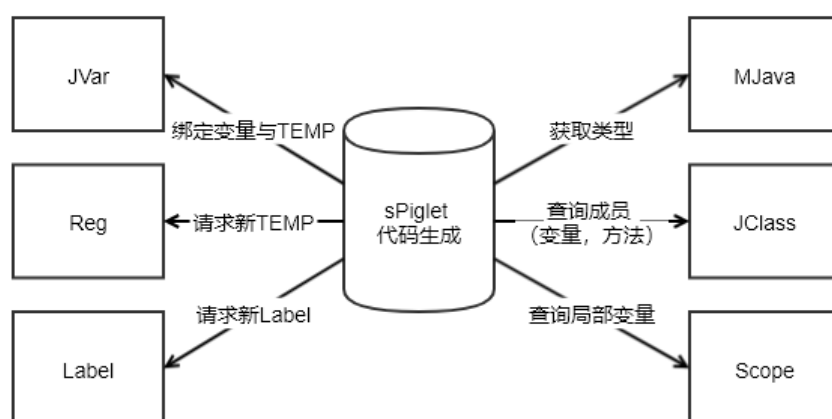 JVar
MJava
绑定变量与TEMP
获取类型
Reg
请求新TEMP
sPiglet
代码生成
查询成员
（变量，方法）
JClass
请求新Label
查询局部变量
Label
Scope